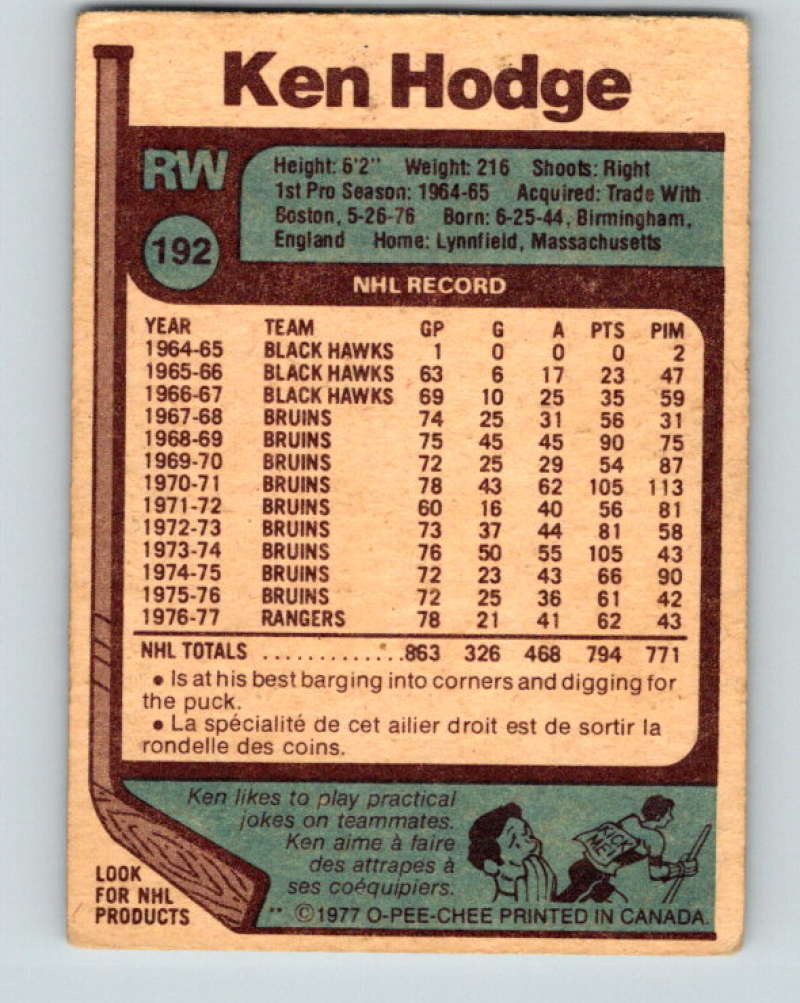 Ken Hodge
RW
192
Height: 6'2" Weight: 216 Shoots: Right
1st Pro Season: 1964-65 Acquired: Trade With
Boston, 5-26-76 Born: 6-25-44, Birmingham,
England Home: Lynnfield, Massachusetts
NHL RECORD
YEAR TEAM GP G A PTS PIM
1964-65 BLACK HAWKS 1 0 0 0 2
1965-66 BLACK HAWKS 63 6 17 23 47
1966-67 BLACK HAWKS 69 10 25 35 59
1967-68 BRUINS 74 25 31 56 31
1968-69 BRUINS 75 45 45 90 75
1969-70 BRUINS 72 25 29 54 87
1970-71 BRUINS 78 43 62 105 113
1971-72 BRUINS 60 16 40 56 81
1972-73 BRUINS 73 37 44 81 58
1973-74 BRUINS 76 50 55 105 43
1974-75 BRUINS 72 23 43 66 90
1975-76 BRUINS 72 25 36 61 42
1976-77 RANGERS 78 21 41 62 43
NHL TOTALS .............863 326 468 794 771
• Is at his best barging into corners and digging for
the puck.
• La spécialité de cet ailier droit est de sortir la
rondelle des coins.
Ken likes to play practical
jokes on teammates.
Ken aime à faire
des attrapes à
ses coéquipiers.
KICK
ME!
LOOK
FOR NHL
PRODUCTS
** ©1977 O-PEE-CHEE PRINTED IN CANADA.